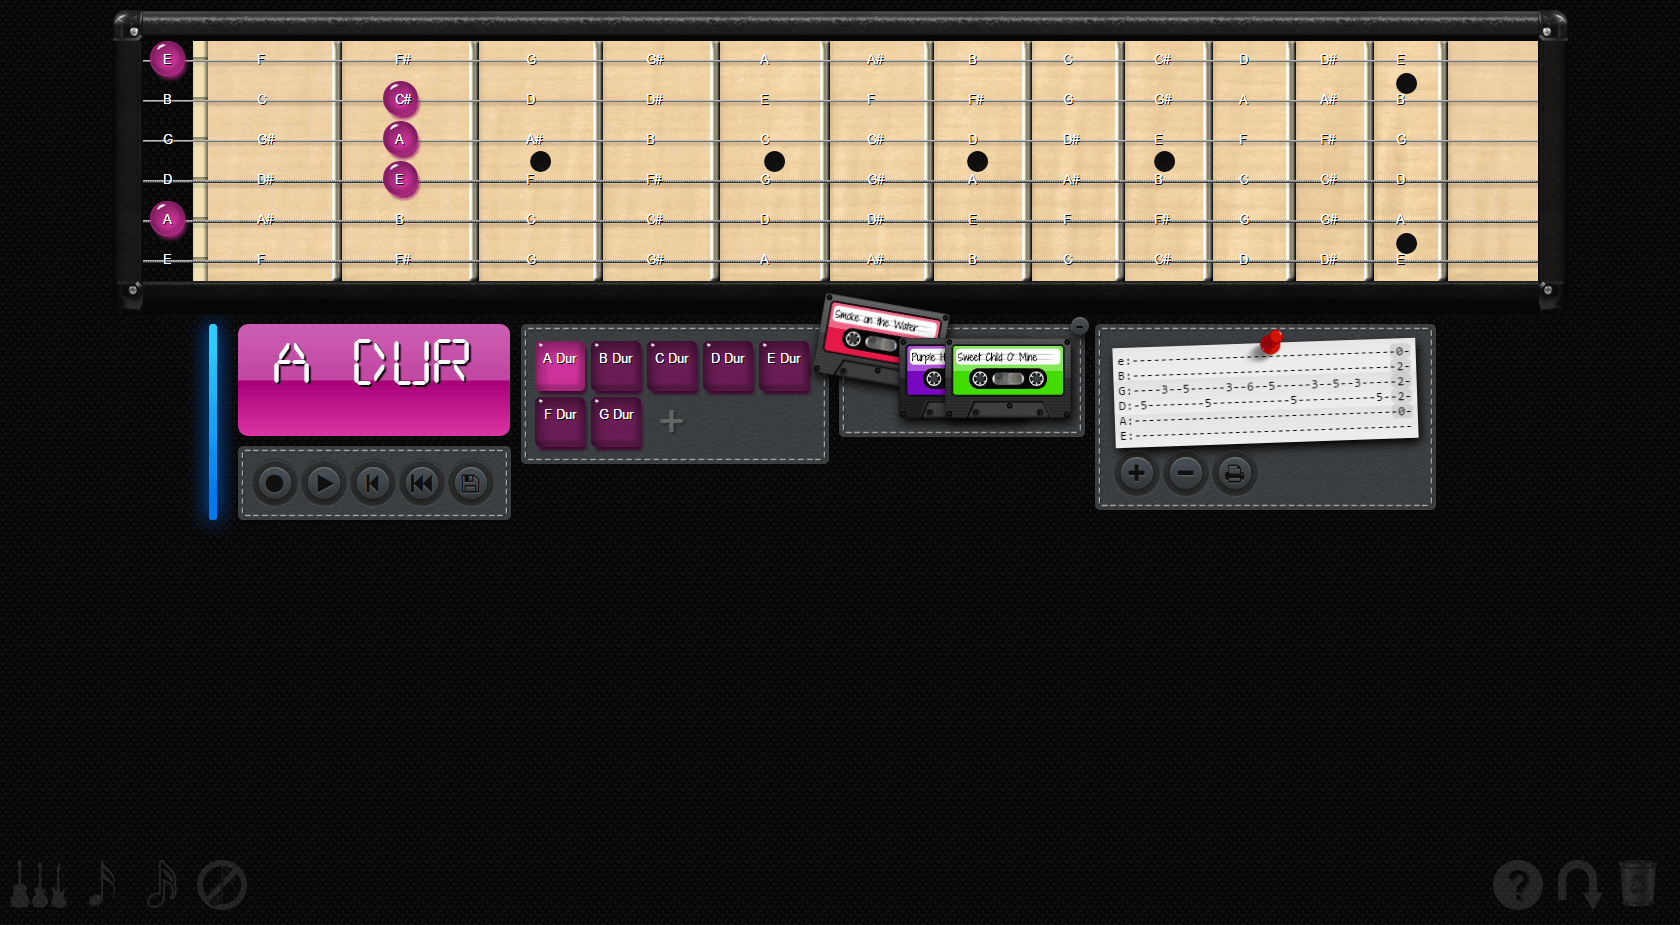 E F F# G G# A A# B C C# D D# E
B C C# D D# E F F# G G# A A# B
G G# A A# B C C# D D# E F F# G
D D# E F F# G G# A A# B C C# D
A A# B C C# D D# E F F# G G# A
E F F# G G# A A# B C C# D D# E
A DUR
A Dur B Dur C Dur D Dur E Dur
F Dur G Dur
Smoke on the Water
Purple H
Sweet Child O' Mine
e:------------------------------------0-
B:------------------------------------2-
G:----3--5-----3--6--5-----3--5--3-----2-
D:-5--------5-----------5-----------5--2-
A:------------------------------------0-
E:--------------------------------------